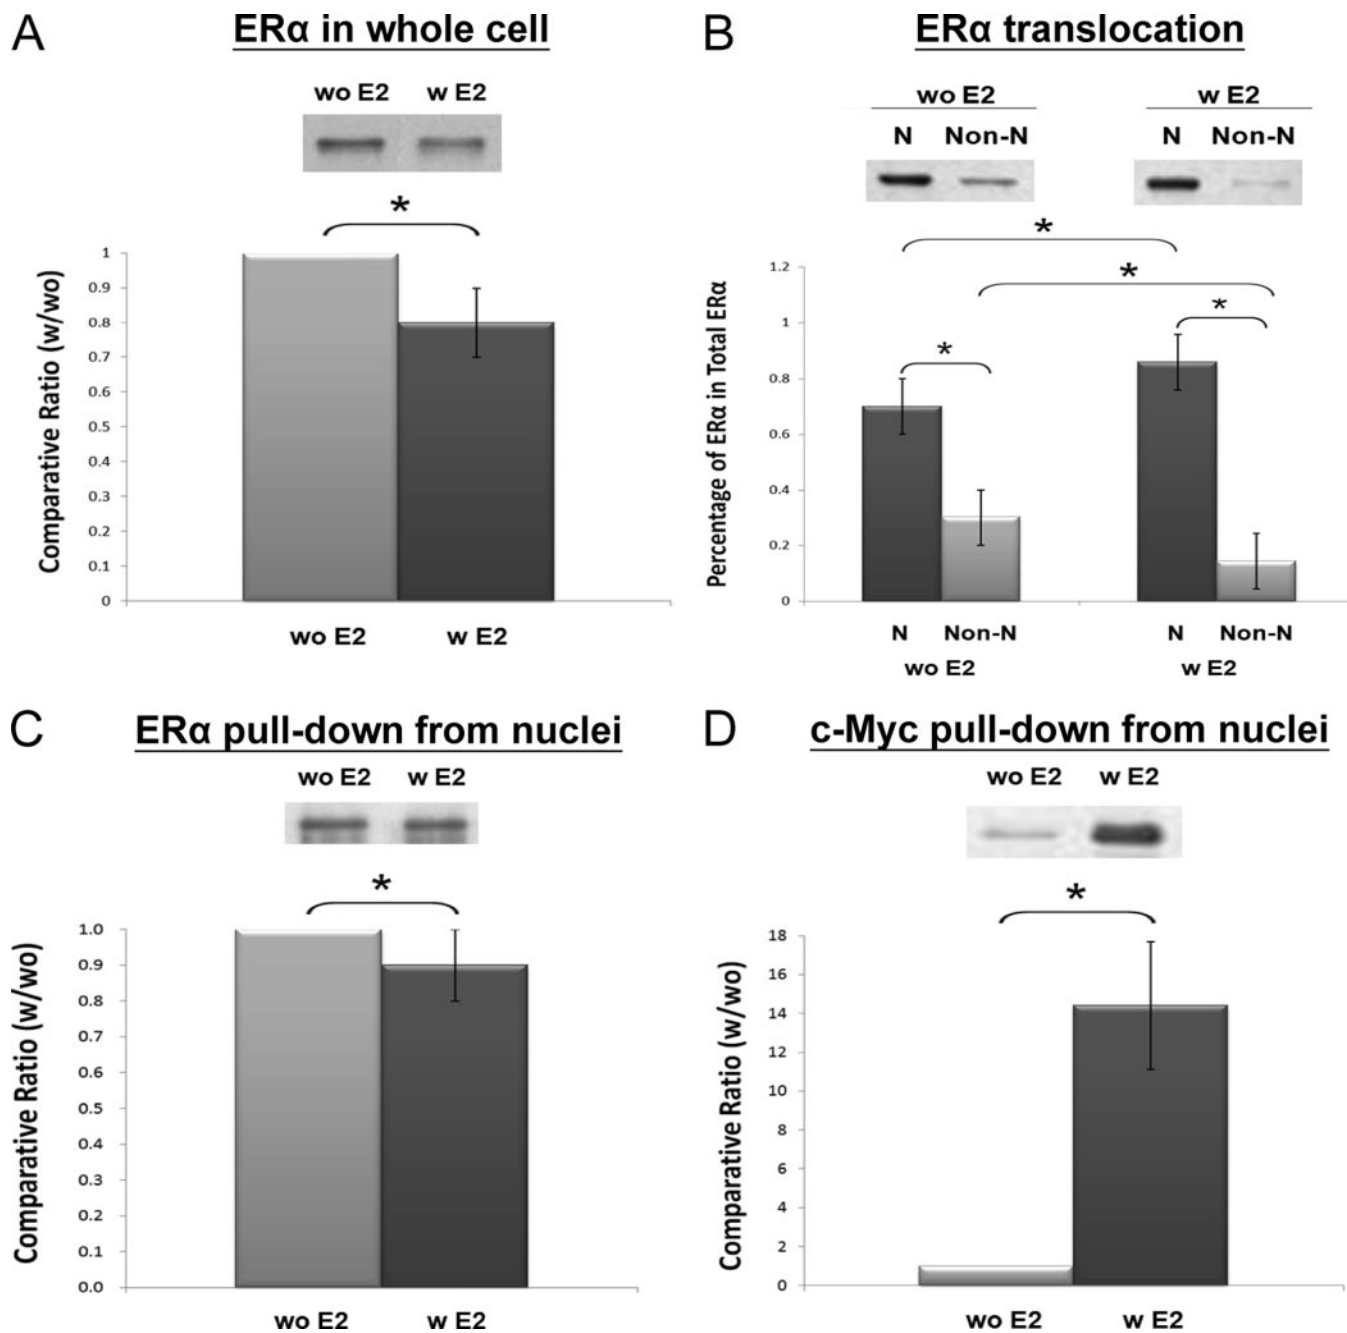 A
ERα in whole cell
wo E2 w E2
*
Comparative Ratio (w/wo)
1
0.9
0.8
0.7
0.6
0.5
0.4
0.3
0.2
0.1
0
wo E2 w E2
B
ERα translocation
wo E2 w E2
N Non-N N Non-N
*
*
*
*
Percentage of ERα in Total ERα
1.2
1
0.8
0.6
0.4
0.2
0
N Non-N N Non-N
wo E2 w E2
C
ERα pull-down from nuclei
wo E2 w E2
*
Comparative Ratio (w/wo)
1.0
0.9
0.8
0.7
0.6
0.5
0.4
0.3
0.2
0.1
0.0
wo E2 w E2
D
c-Myc pull-down from nuclei
wo E2 w E2
*
Comparative Ratio (w/wo)
18
16
14
12
10
8
6
4
2
0
wo E2 w E2